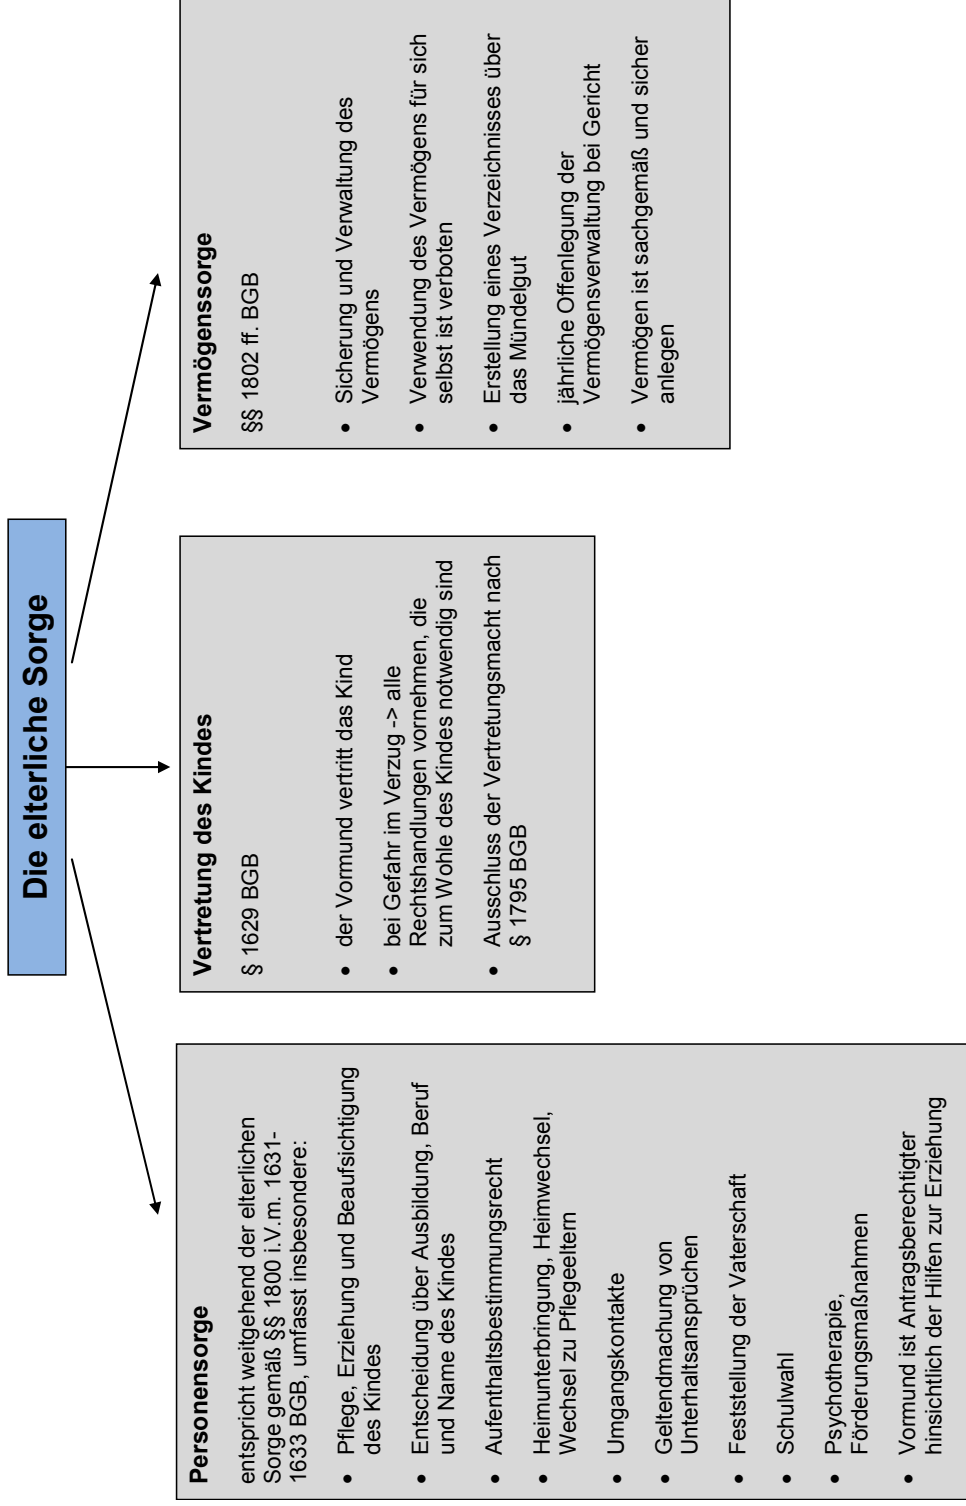 Die elterliche Sorge
Personensorge
entspricht weitgehend der elterlichen
Sorge gemäß §§ 1800 i.V.m. 1631-
1633 BGB, umfasst insbesondere:
• Pflege, Erziehung und Beaufsichtigung
des Kindes
• Entscheidung über Ausbildung, Beruf
und Name des Kindes
• Aufenthaltsbestimmungsrecht
• Heimunterbringung, Heimwechsel,
Wechsel zu Pflegeeltern
• Umgangskontakte
• Geltendmachung von
Unterhaltsansprüchen
• Feststellung der Vaterschaft
• Schulwahl
• Psychotherapie,
Förderungsmaßnahmen
• Vormund ist Antragsberechtigter
hinsichtlich der Hilfen zur Erziehung
Vertretung des Kindes
§ 1629 BGB
• der Vormund vertritt das Kind
• bei Gefahr im Verzug -> alle
Rechtshandlungen vornehmen, die
zum Wohle des Kindes notwendig sind
• Ausschluss der Vertretungsmacht nach
§ 1795 BGB
Vermögenssorge
§§ 1802 ff. BGB
• Sicherung und Verwaltung des
Vermögens
• Verwendung des Vermögens für sich
selbst ist verboten
• Erstellung eines Verzeichnisses über
das Mündelgut
• jährliche Offenlegung der
Vermögensverwaltung bei Gericht
• Vermögen ist sachgemäß und sicher
anlegen